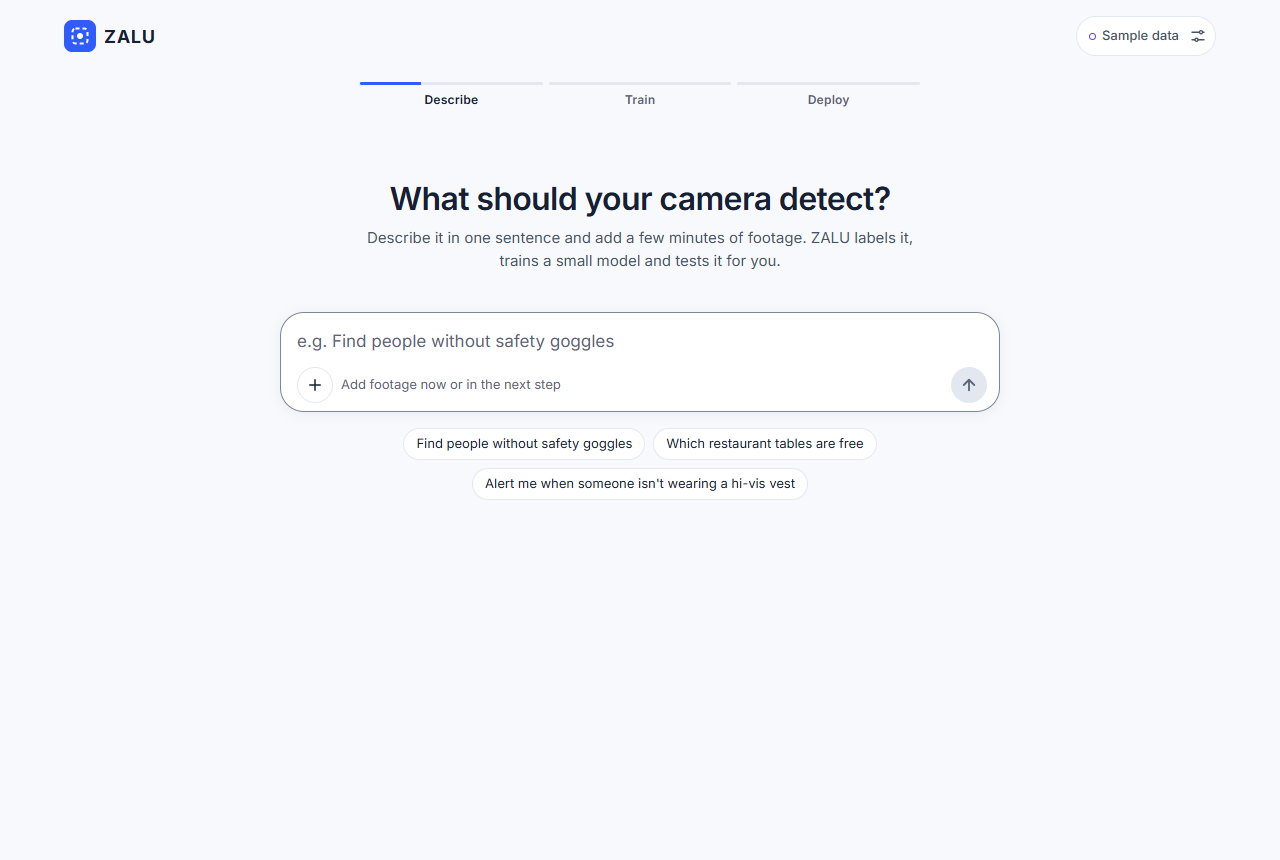 ZALU
Sample data
Describe
Train
Deploy
What should your camera detect?
Describe it in one sentence and add a few minutes of footage. ZALU labels it,
trains a small model and tests it for you.
e.g. Find people without safety goggles
Add footage now or in the next step
Find people without safety goggles
Which restaurant tables are free
Alert me when someone isn't wearing a hi-vis vest